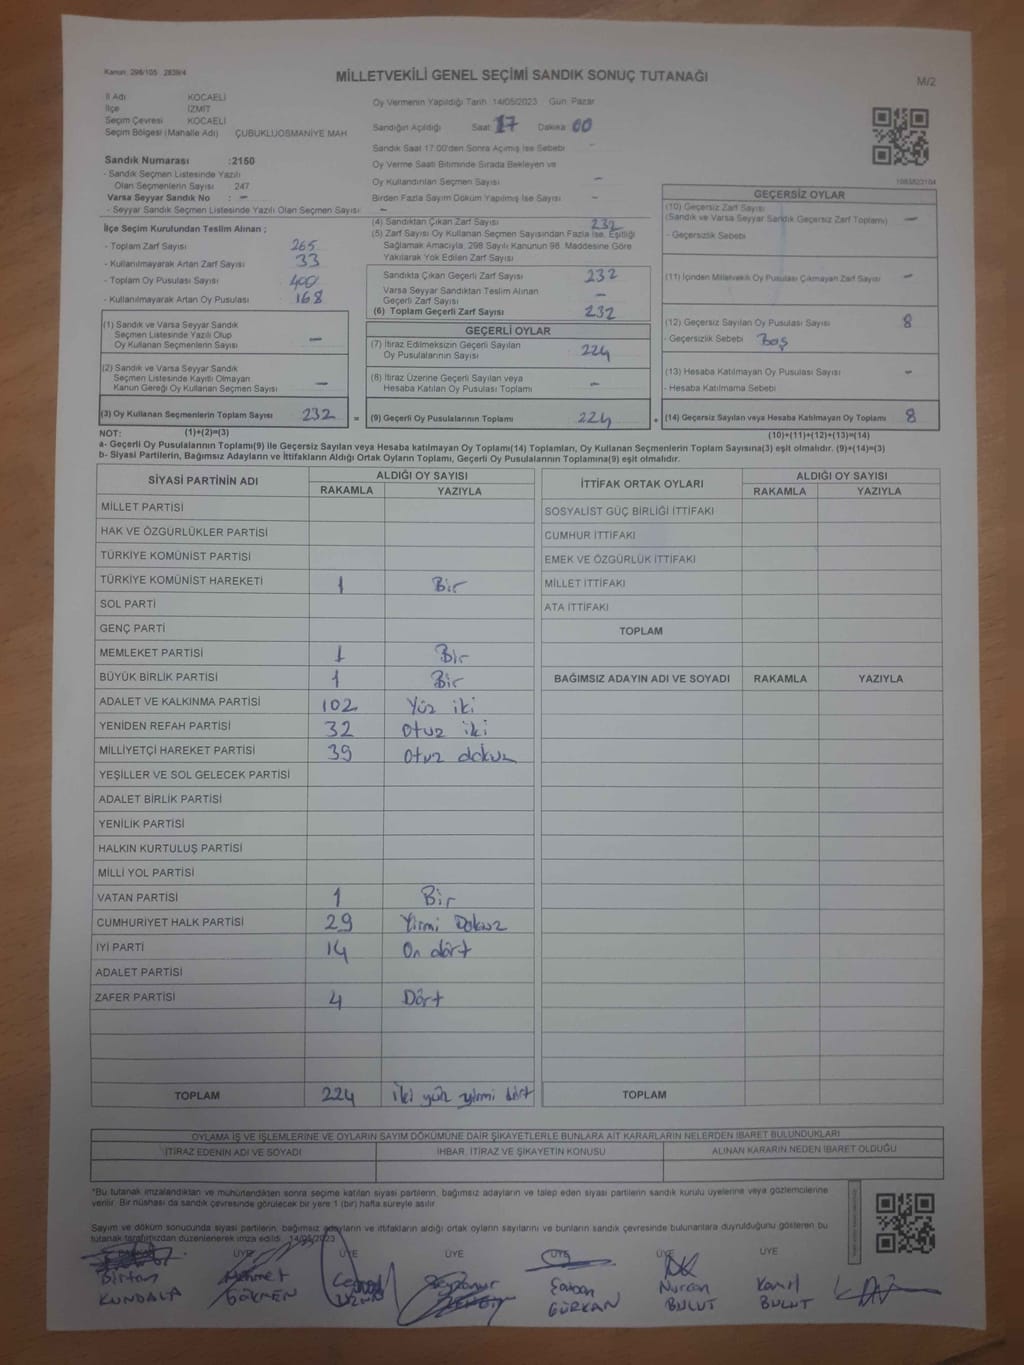 Kanun: 298/105 2839/4
MİLLETVEKİLİ GENEL SEÇİMİ SANDIK SONUÇ TUTANAĞI
M/2
İl Adı KOCAELİ
İlçe İZMİT
Seçim Çevresi KOCAELİ
Seçim Bölgesi (Mahalle Adı) ÇUBUKLUOSMANİYE MAH
Sandık Numarası :2150
- Sandık Seçmen Listesinde Yazılı
Olan Seçmenlerin Sayısı 247
Varsa Seyyar Sandık No : -
- Seyyar Sandık Seçmen Listesinde Yazılı Olan Seçmen Sayısı: -
İlçe Seçim Kurulundan Teslim Alınan ;
- Toplam Zarf Sayısı 265
- Kullanılmayarak Artan Zarf Sayısı 33
- Toplam Oy Pusulası Sayısı 400
- Kullanılmayarak Artan Oy Pusulası 168
(1) Sandık ve Varsa Seyyar Sandık
Seçmen Listesinde Yazılı Olup
Oy Kullanan Seçmenlerin Sayısı -
(2) Sandık ve Varsa Seyyar Sandık
Seçmen Listesinde Kayıtlı Olmayan
Kanun Gereği Oy Kullanan Seçmen Sayısı -
(3) Oy Kullanan Seçmenlerin Toplam Sayısı 232 =
Oy Vermenin Yapıldığı Tarih :14/05/2023 Gün: Pazar
Sandığın Açıldığı Saat 17 Dakika 00
Sandık Saat 17:00'den Sonra Açımış İse Sebebi -
Oy Verme Saati Bitiminde Sırada Bekleyen ve
Oy Kullandırılan Seçmen Sayısı -
Birden Fazla Sayım Döküm Yapılmış İse Sayısı -
(4) Sandıktan Çıkan Zarf Sayısı 232
(5) Zarf Sayısı Oy Kullanan Seçmen Sayısından Fazla İse, Eşitliği
Sağlamak Amacıyla, 298 Sayılı Kanunun 98. Maddesine Göre
Yakılarak Yok Edilen Zarf Sayısı
Sandıkta Çıkan Geçerli Zarf Sayısı 232
Varsa Seyyar Sandıktan Teslim Alınan
Geçerli Zarf Sayısı -
(6) Toplam Geçerli Zarf Sayısı 232
GEÇERLİ OYLAR
(7) İtiraz Edilmeksizin Geçerli Sayılan
Oy Pusulalarının Sayısı 224
(8) İtiraz Üzerine Geçerli Sayılan veya
Hesaba Katılan Oy Pusulası Toplamı -
(9) Geçerli Oy Pusulalarının Toplamı 224 +
1083823104
GEÇERSİZ OYLAR
(10) Geçersiz Zarf Sayısı
(Sandık ve Varsa Seyyar Sandık Geçersiz Zarf Toplamı) -
- Geçersizlik Sebebi
(11) İçinden Milletvekili Oy Pusulası Çıkmayan Zarf Sayısı -
(12) Geçersiz Sayılan Oy Pusulası Sayısı 8
- Geçersizlik Sebebi Boş
(13) Hesaba Katılmayan Oy Pusulası Sayısı -
- Hesaba Katılmama Sebebi
(14) Geçersiz Sayılan veya Hesaba Katılmayan Oy Toplamı 8
NOT: (1)+(2)=(3) (10)+(11)+(12)+(13)=(14)
a- Geçerli Oy Pusulalarının Toplamı(9) ile Geçersiz Sayılan veya Hesaba katılmayan Oy Toplamı(14) Toplamları, Oy Kullanan Seçmenlerin Toplam Sayısına(3) eşit olmalıdır. (9)+(14)=(3)
b- Siyasi Partilerin, Bağımsız Adayların ve İttifakların Aldığı Ortak Oyların Toplamı, Geçerli Oy Pusulalarının Toplamına(9) eşit olmalıdır.
SİYASİ PARTİNİN ADI ALDIĞI OY SAYISI
RAKAMLA YAZIYLA
MİLLET PARTİSİ
HAK VE ÖZGÜRLÜKLER PARTİSİ
TÜRKİYE KOMÜNİST PARTİSİ
TÜRKİYE KOMÜNİST HAREKETİ 1 Bir
SOL PARTİ
GENÇ PARTİ
MEMLEKET PARTİSİ 1 Bir
BÜYÜK BİRLİK PARTİSİ 1 Bir
ADALET VE KALKINMA PARTİSİ 102 Yüz iki
YENİDEN REFAH PARTİSİ 32 Otuz iki
MİLLİYETÇİ HAREKET PARTİSİ 39 Otuz dokuz
YEŞİLLER VE SOL GELECEK PARTİSİ
ADALET BİRLİK PARTİSİ
YENİLİK PARTİSİ
HALKIN KURTULUŞ PARTİSİ
MİLLİ YOL PARTİSİ
VATAN PARTİSİ 1 Bir
CUMHURİYET HALK PARTİSİ 29 Yirmi Dokuz
İYİ PARTİ 14 On dört
ADALET PARTİSİ
ZAFER PARTİSİ 4 Dört
TOPLAM 224 İki yüz yirmi dört
İTTİFAK ORTAK OYLARI ALDIĞI OY SAYISI
RAKAMLA YAZIYLA
SOSYALİST GÜÇ BİRLİĞİ İTTİFAKI
CUMHUR İTTİFAKI
EMEK VE ÖZGÜRLÜK İTTİFAKI
MİLLET İTTİFAKI
ATA İTTİFAKI
TOPLAM
BAĞIMSIZ ADAYIN ADI VE SOYADI RAKAMLA YAZIYLA
TOPLAM
OYLAMA İŞ VE İŞLEMLERİNE VE OYLARIN SAYIM DÖKÜMÜNE DAİR ŞİKAYETLERLE BUNLARA AİT KARARLARIN NELERDEN İBARET BULUNDUKLARI
İTİRAZ EDENİN ADI VE SOYADI İHBAR, İTİRAZ VE ŞİKAYETİN KONUSU ALINAN KARARIN NEDEN İBARET OLDUĞU
*Bu tutanak imzalandıktan ve mühürlendikten sonra seçime katılan siyasi partilerin, bağımsız adayların ve talep eden siyasi partilerin sandık kurulu üyelerine veya gözlemcilerine
verilir. Bir nüshası da sandık çevresinde görülecek bir yere 1 (bir) hafta süreyle asılır
Sayım ve döküm sonucunda siyasi partilerin, bağımsız adayların ve ittifakların aldığı ortak oyların sayılarını ve bunların sandık çevresinde bulunanlara duyrulduğunu gösteren bu
tutanak tarafımızdan düzenlenerek imza edildi. 14/05/2023
BAŞKAN ÜYE ÜYE ÜYE ÜYE ÜYE ÜYE
Birtan Mehmet Nurcan Kamil
KUNDALA GÖKMEN GÜRKAN BULUT BULUT